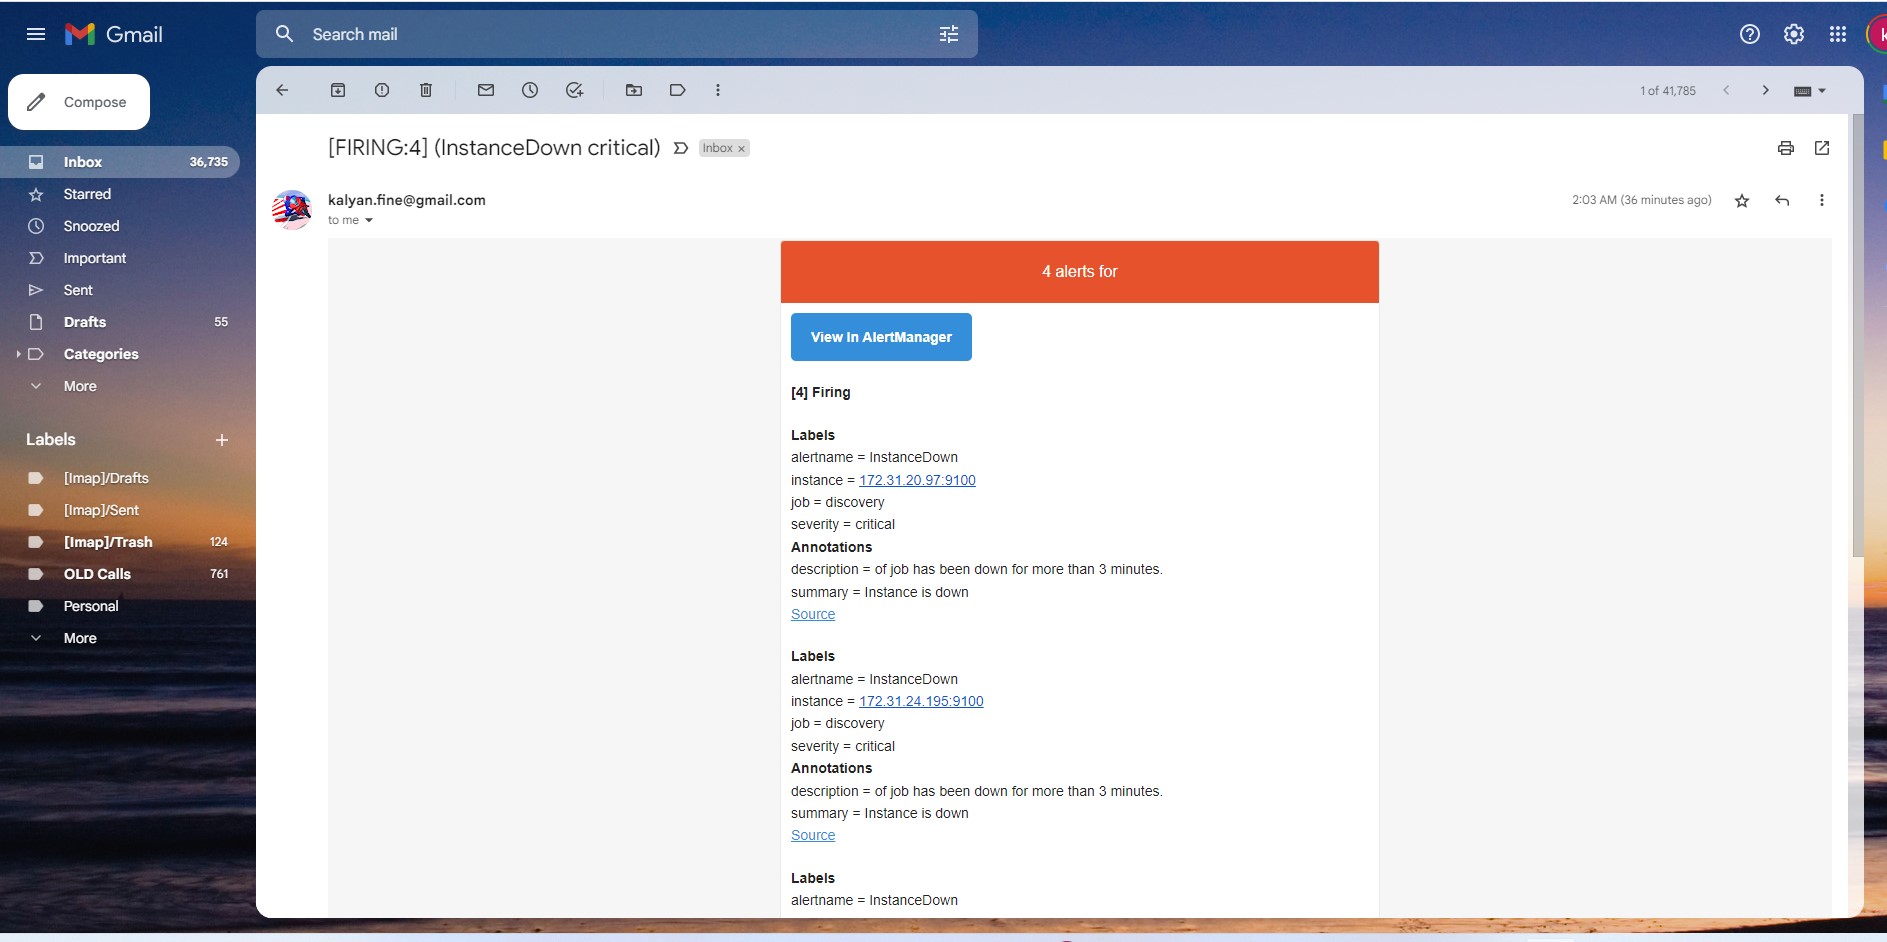 Gmail
Search mail
Compose
1 of 41,785
Inbox 36,735
Starred
Snoozed
Important
Sent
Drafts 55
Categories
More
Labels
[Imap]/Drafts
[Imap]/Sent
[Imap]/Trash 124
OLD Calls 761
Personal
More
[FIRING:4] (InstanceDown critical) Inbox x
kalyan.fine@gmail.com 2:03 AM (36 minutes ago)
to me
4 alerts for
View In AlertManager
[4] Firing
Labels
alertname = InstanceDown
instance = 172.31.20.97:9100
job = discovery
severity = critical
Annotations
description = of job has been down for more than 3 minutes.
summary = Instance is down
Source
Labels
alertname = InstanceDown
instance = 172.31.24.195:9100
job = discovery
severity = critical
Annotations
description = of job has been down for more than 3 minutes.
summary = Instance is down
Source
Labels
alertname = InstanceDown